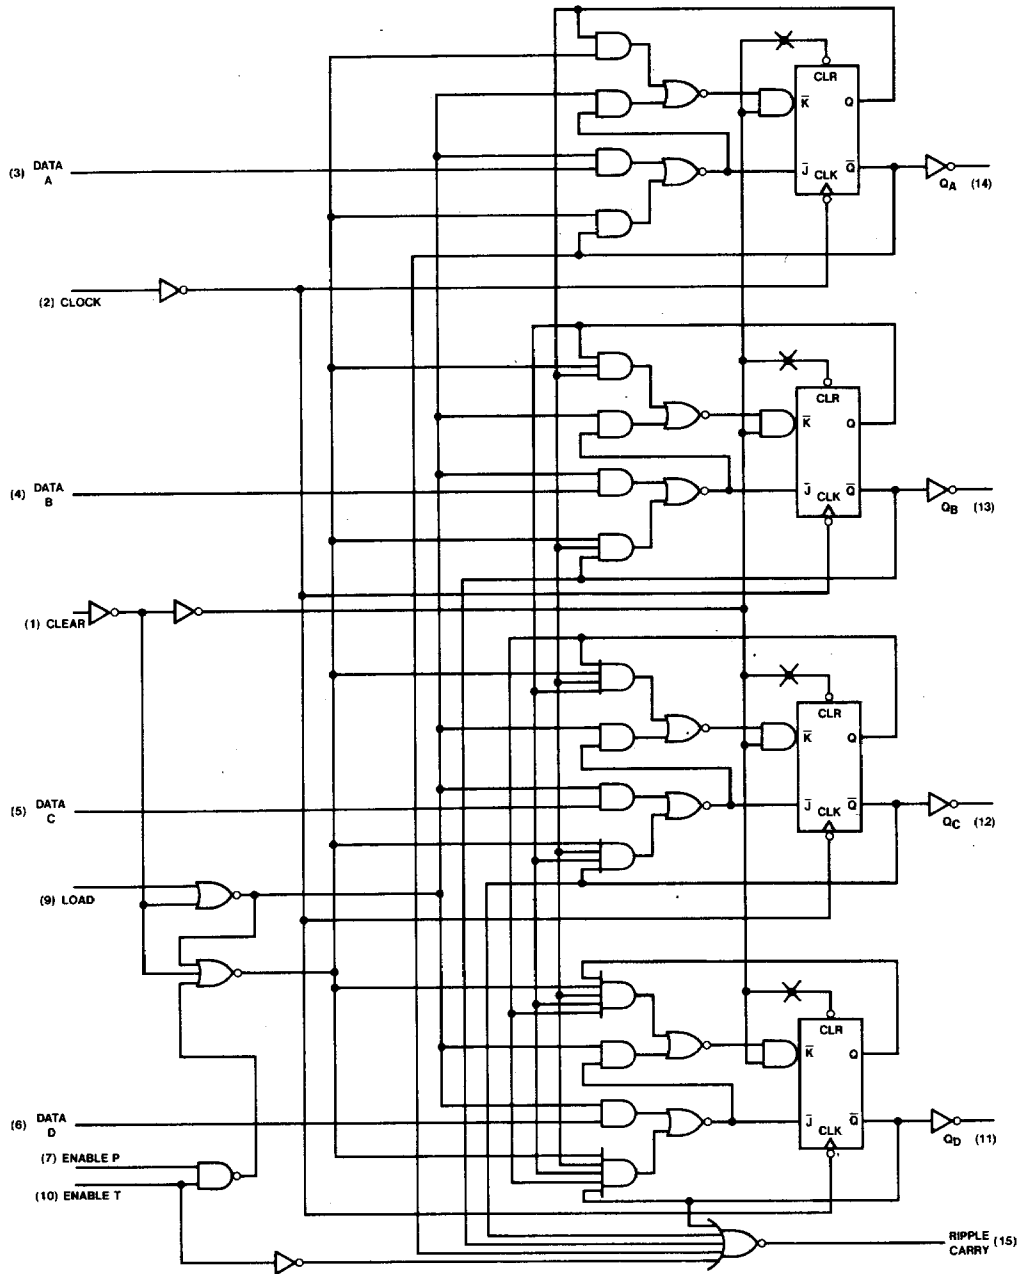 CLR
K̅ Q
(3) DATA
A
J̅ CLK Q̅
QA (14)
(2) CLOCK
CLR
K̅ Q
(4) DATA
B
J̅ CLK Q̅
QB (13)
(1) CLEAR
CLR
K̅ Q
(5) DATA
C
J̅ CLK Q̅
QC (12)
(9) LOAD
CLR
K̅ Q
(6) DATA
D
J̅ CLK Q̅
QD (11)
(7) ENABLE P
(10) ENABLE T
RIPPLE
CARRY (15)